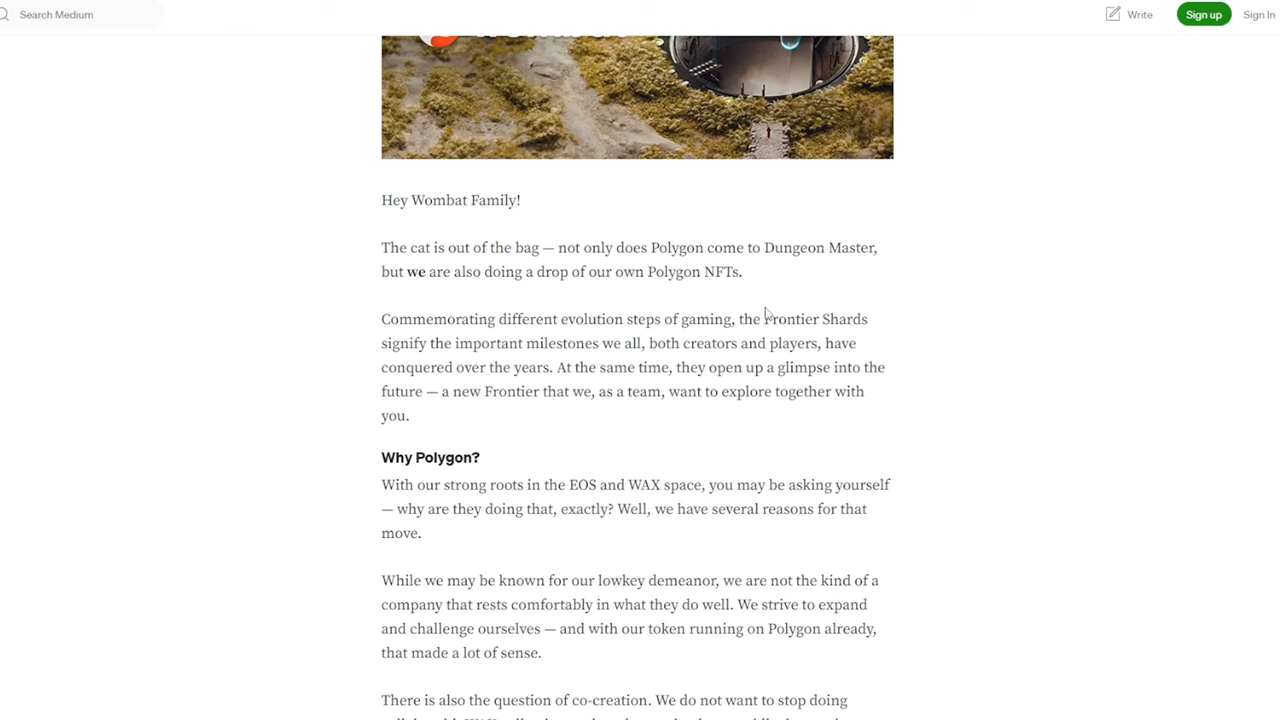 Search Medium
Write
Sign up
Sign In
Hey Wombat Family!
The cat is out of the bag — not only does Polygon come to Dungeon Master,
but we are also doing a drop of our own Polygon NFTs.
Commemorating different evolution steps of gaming, the Frontier Shards
signify the important milestones we all, both creators and players, have
conquered over the years. At the same time, they open up a glimpse into the
future — a new Frontier that we, as a team, want to explore together with
you.
Why Polygon?
With our strong roots in the EOS and WAX space, you may be asking yourself
— why are they doing that, exactly? Well, we have several reasons for that
move.
While we may be known for our lowkey demeanor, we are not the kind of a
company that rests comfortably in what they do well. We strive to expand
and challenge ourselves — and with our token running on Polygon already,
that made a lot of sense.
There is also the question of co-creation. We do not want to stop doing